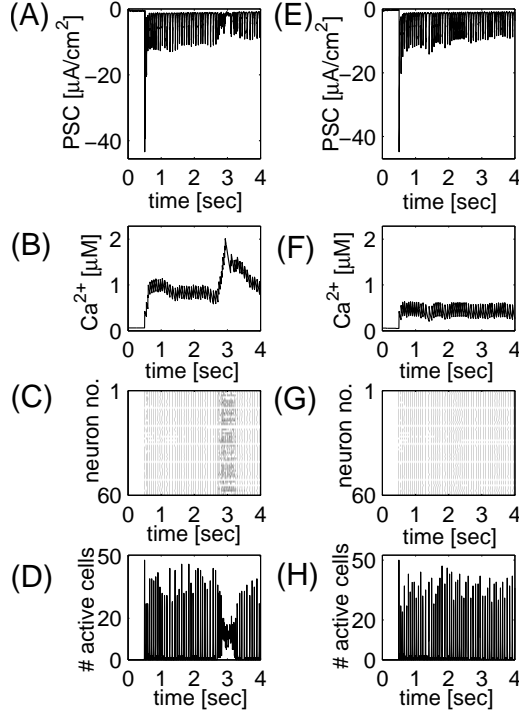 (A)
PSC [μA/cm²]
0
−20
−40
0 1 2 3 4
time [sec]
(E)
PSC [μA/cm²]
0
−20
−40
0 1 2 3 4
time [sec]
(B)
Ca²⁺ [μM]
2
1
0
0 1 2 3 4
time [sec]
(F)
Ca²⁺ [μM]
2
1
0
0 1 2 3 4
time [sec]
(C)
neuron no.
1
60
0 1 2 3 4
time [sec]
(G)
neuron no.
1
60
0 1 2 3 4
time [sec]
(D)
# active cells
50
20
0
0 1 2 3 4
time [sec]
(H)
# active cells
50
20
0
0 1 2 3 4
time [sec]